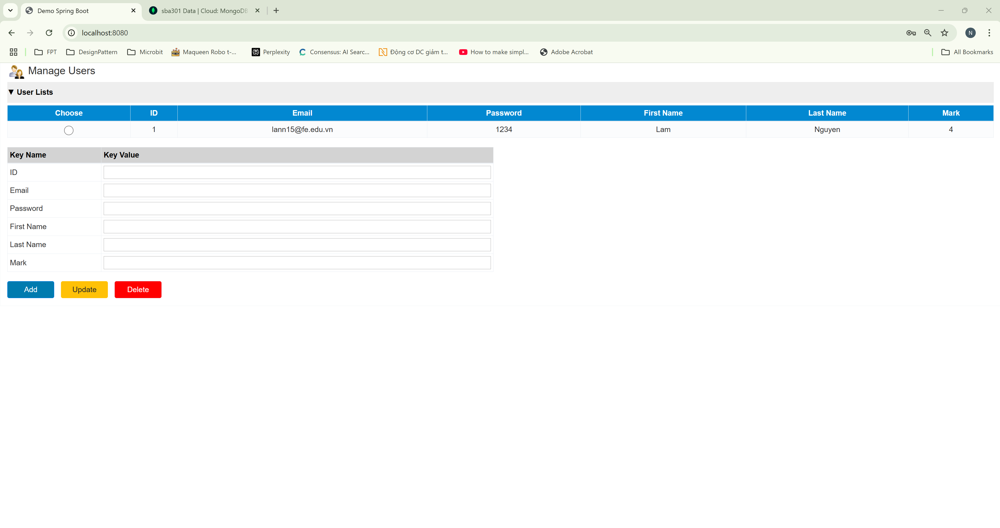 Demo Spring Boot
sba301 Data | Cloud: MongoDB
localhost:8080
N
FPT DesignPattern Microbit Maqueen Robo t-... Perplexity Consensus: AI Searc... Động cơ DC giảm t... How to make simpl... Adobe Acrobat All Bookmarks
Manage Users
▼ User Lists
Choose ID Email Password First Name Last Name Mark
1 lann15@fe.edu.vn 1234 Lam Nguyen 4
Key Name Key Value
ID
Email
Password
First Name
Last Name
Mark
Add Update Delete